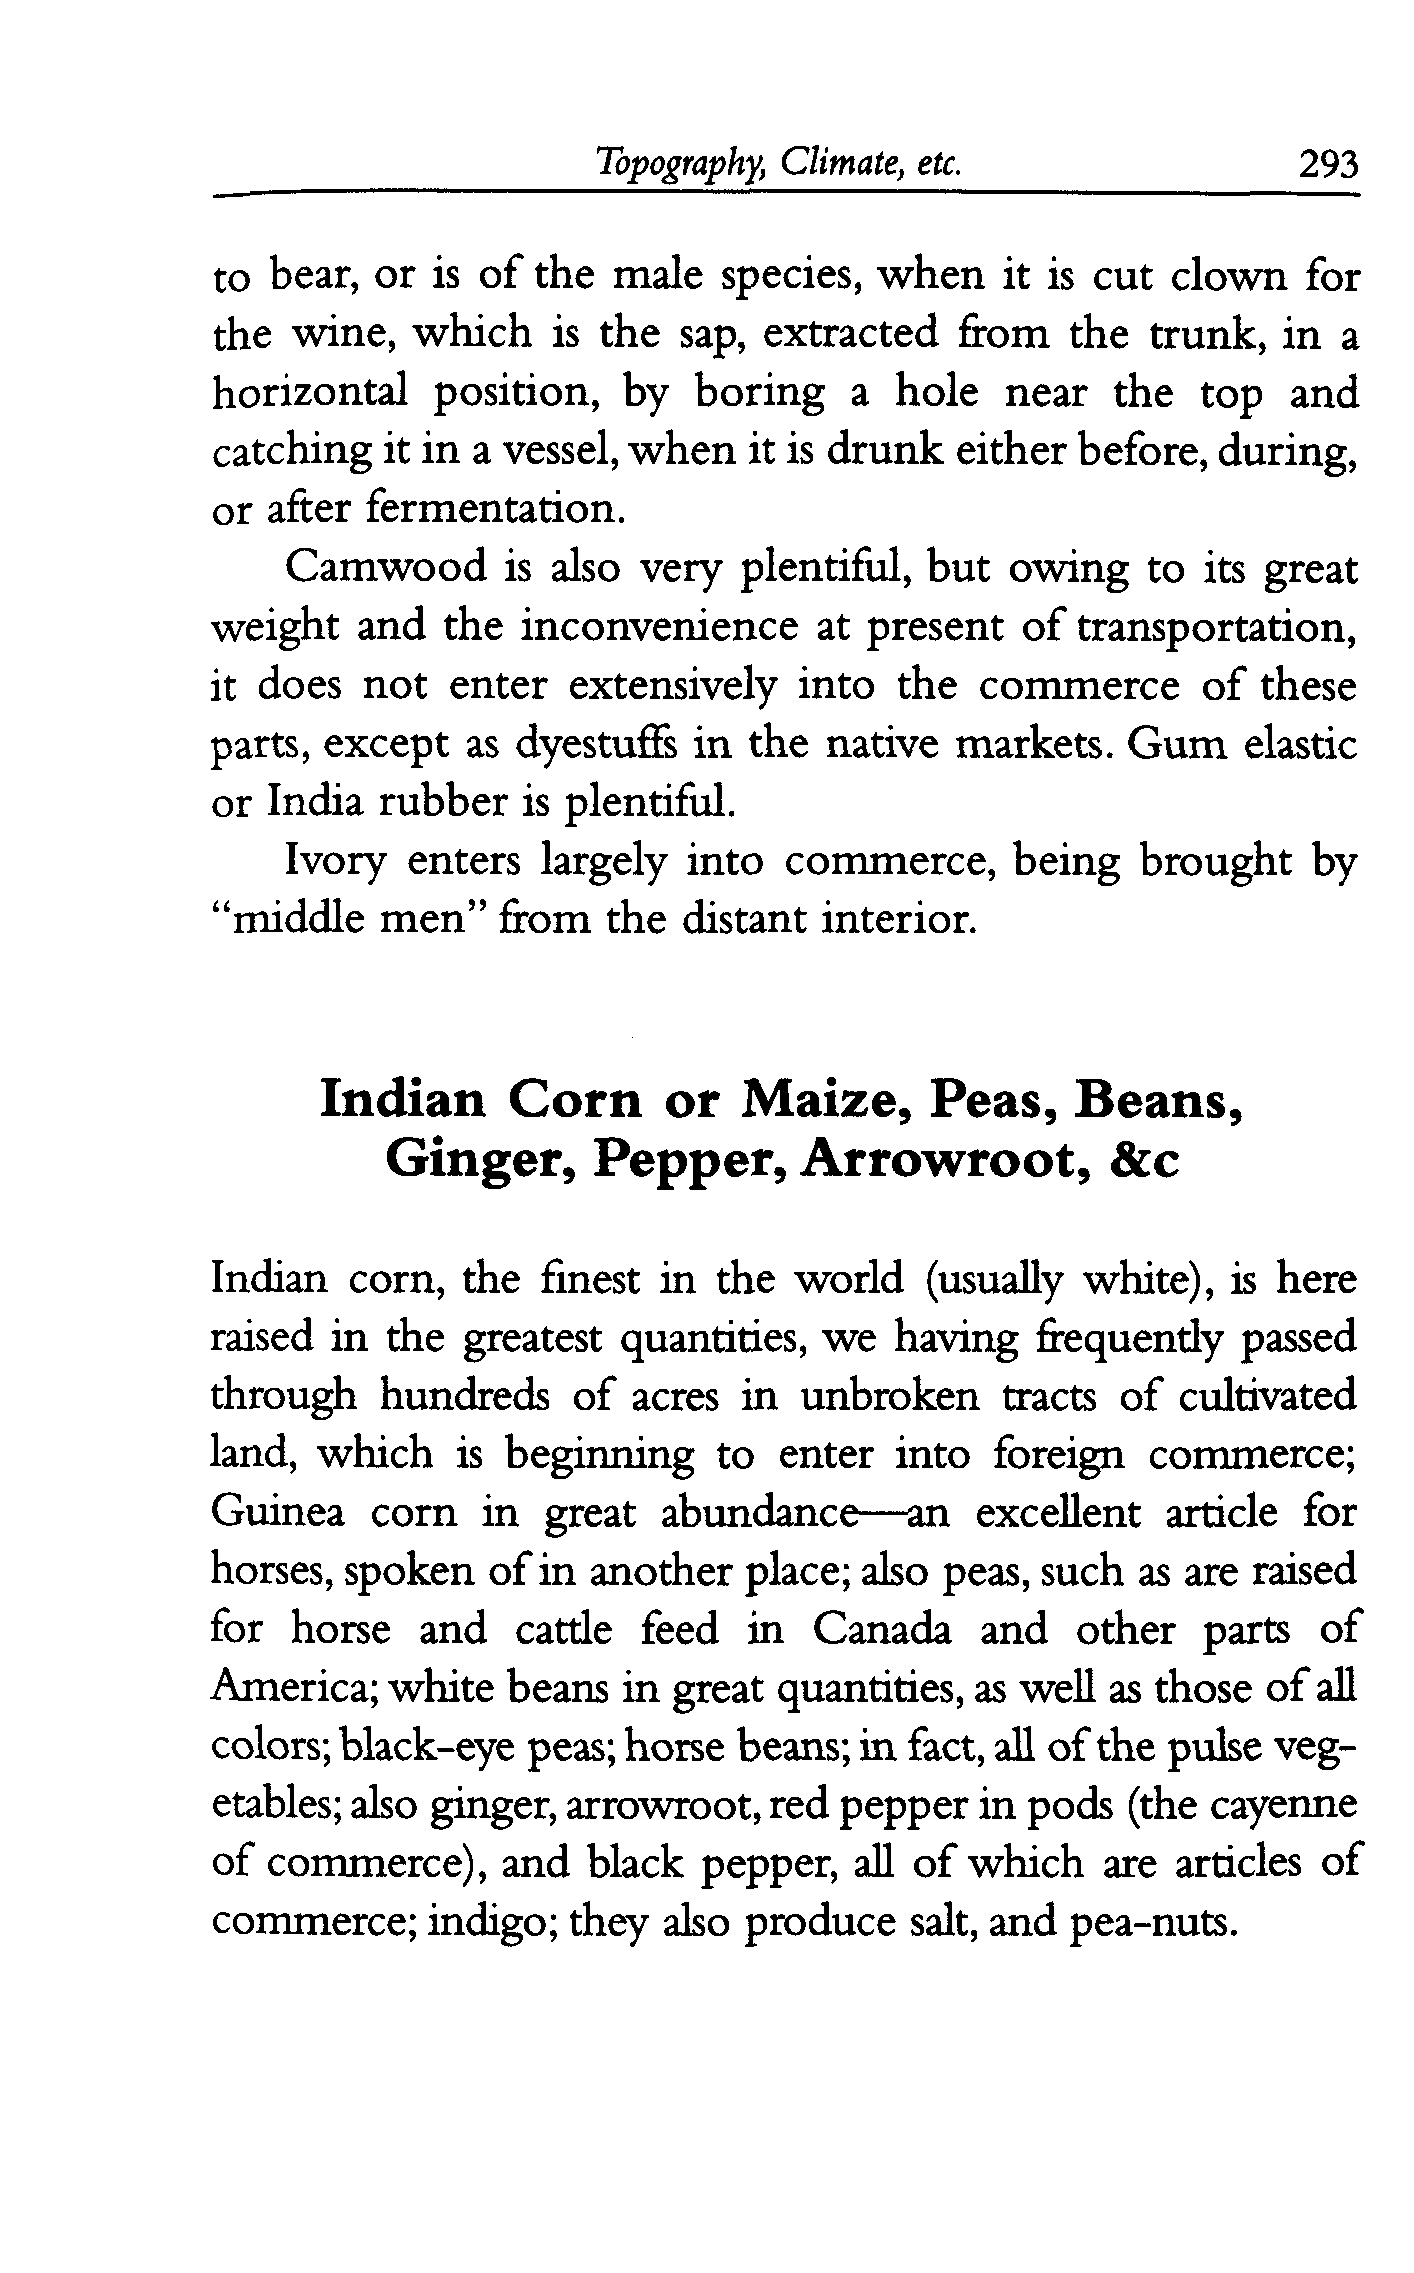 Topography, Climate, etc. 293
to bear, or is of the male species, when it is cut clown for
the wine, which is the sap, extracted from the trunk, in a
horizontal position, by boring a hole near the top and
catching it in a vessel, when it is drunk either before, during,
or after fermentation.
Camwood is also very plentiful, but owing to its great
weight and the inconvenience at present of transportation,
it does not enter extensively into the commerce of these
parts, except as dyestuffs in the native markets. Gum elastic
or India rubber is plentiful.
Ivory enters largely into commerce, being brought by
“middle men” from the distant interior.
Indian Corn or Maize, Peas, Beans,
Ginger, Pepper, Arrowroot, &c
Indian corn, the finest in the world (usually white), is here
raised in the greatest quantities, we having frequently passed
through hundreds of acres in unbroken tracts of cultivated
land, which is beginning to enter into foreign commerce;
Guinea corn in great abundance—an excellent article for
horses, spoken of in another place; also peas, such as are raised
for horse and cattle feed in Canada and other parts of
America; white beans in great quantities, as well as those of all
colors; black-eye peas; horse beans; in fact, all of the pulse veg-
etables; also ginger, arrowroot, red pepper in pods (the cayenne
of commerce), and black pepper, all of which are articles of
commerce; indigo; they also produce salt, and pea-nuts.